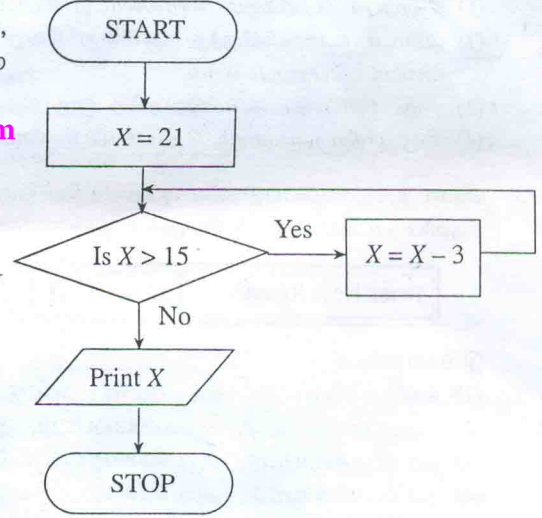 START
X = 21
Is X > 15
Yes
X = X – 3
No
Print X
STOP